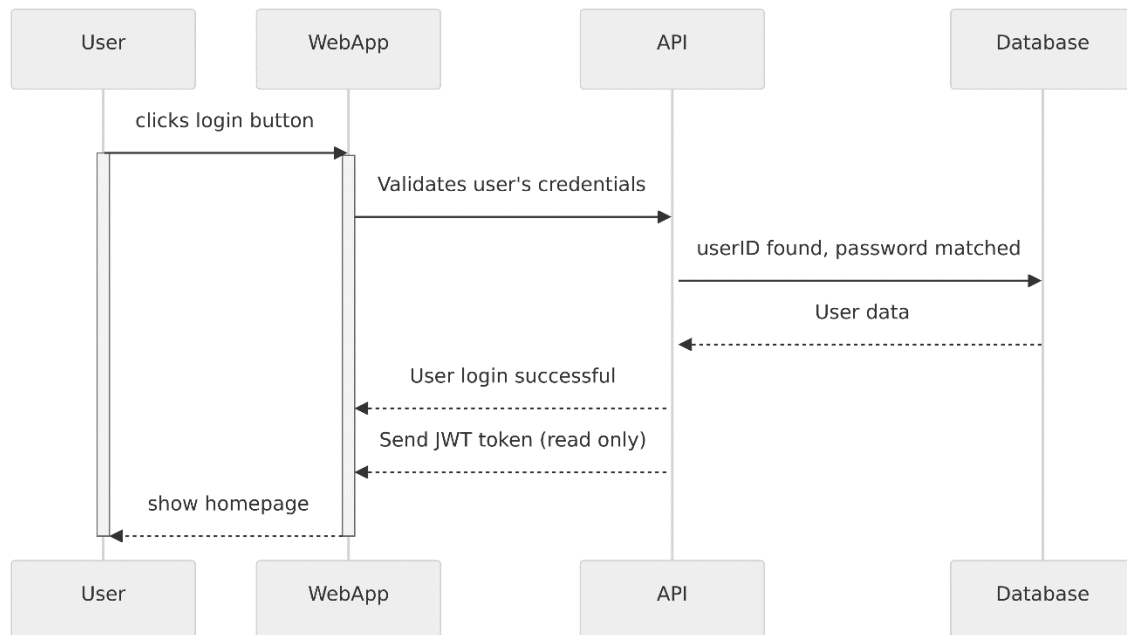 User WebApp API Database
clicks login button
Validates user's credentials
userID found, password matched
User data
User login successful
Send JWT token (read only)
show homepage
User WebApp API Database